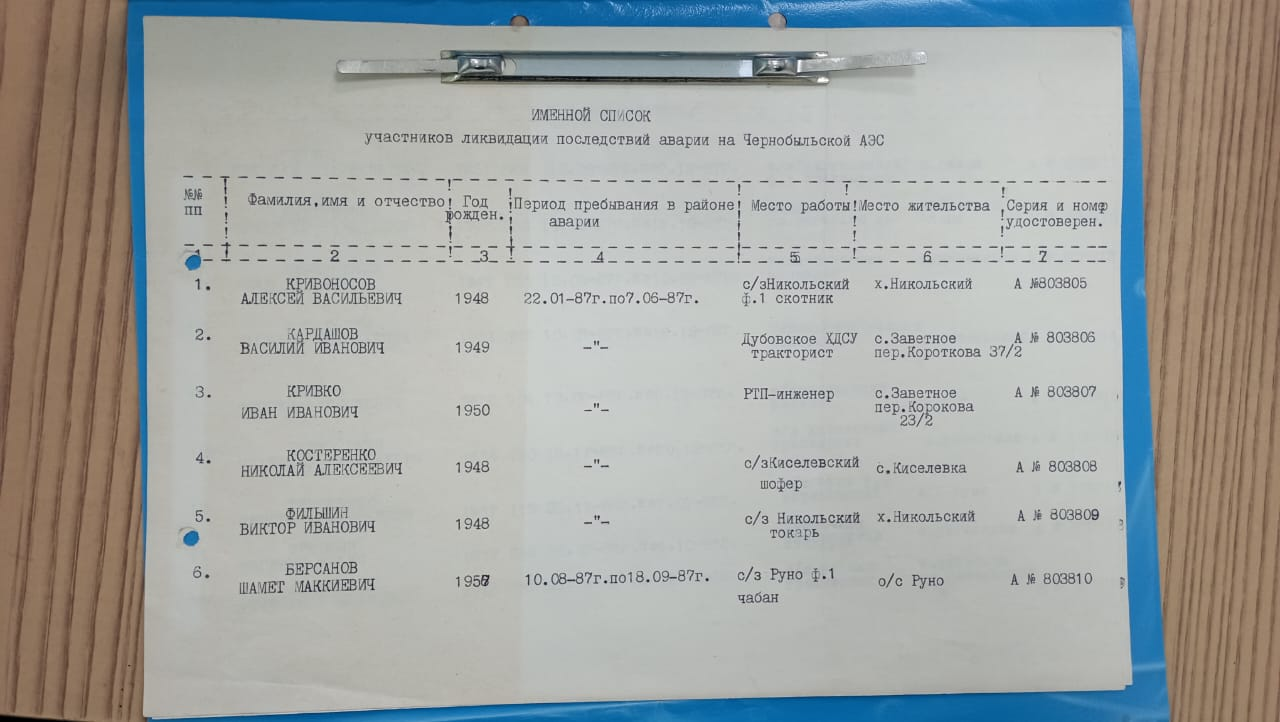 ИМЕННОЙ СПИСОК
участников ликвидации последствий аварии на Чернобыльской АЭС
№№ пп Фамилия,имя и отчество Год рожден. Период пребывания в районе аварии Место работы Место жительства Серия и номер удостоверен.
1 2 3 4 5 6 7
1. КРИВОНОСОВ с/зНикольский х.Никольский А №803805
АЛЕКСЕЙ ВАСИЛЬЕВИЧ 1948 22.01-87г.по7.06-87г. ф.1 скотник
2. КАРДАШОВ Дубовское ХДСУ с.Заветное А № 803806
ВАСИЛИЙ ИВАНОВИЧ 1949 -"- тракторист пер.Короткова 37/2
3. КРИВКО РТП-инженер с.Заветное А № 803807
ИВАН ИВАНОВИЧ 1950 -"- пер.Корокова
23/2
4. КОСТЕРЕНКО с/зКиселевский с.Киселевка А № 803808
НИКОЛАЙ АЛЕКСЕЕВИЧ 1948 -"- шофер
5. ФИЛЬШИН с/з Никольский х.Никольский А № 803809
ВИКТОР ИВАНОВИЧ 1948 -"- токарь
6. БЕРСАНОВ с/з Руно ф.1 о/с Руно А № 803810
ШАМЕТ МАККИЕВИЧ 10.08-87г.по18.09-87г. чабан